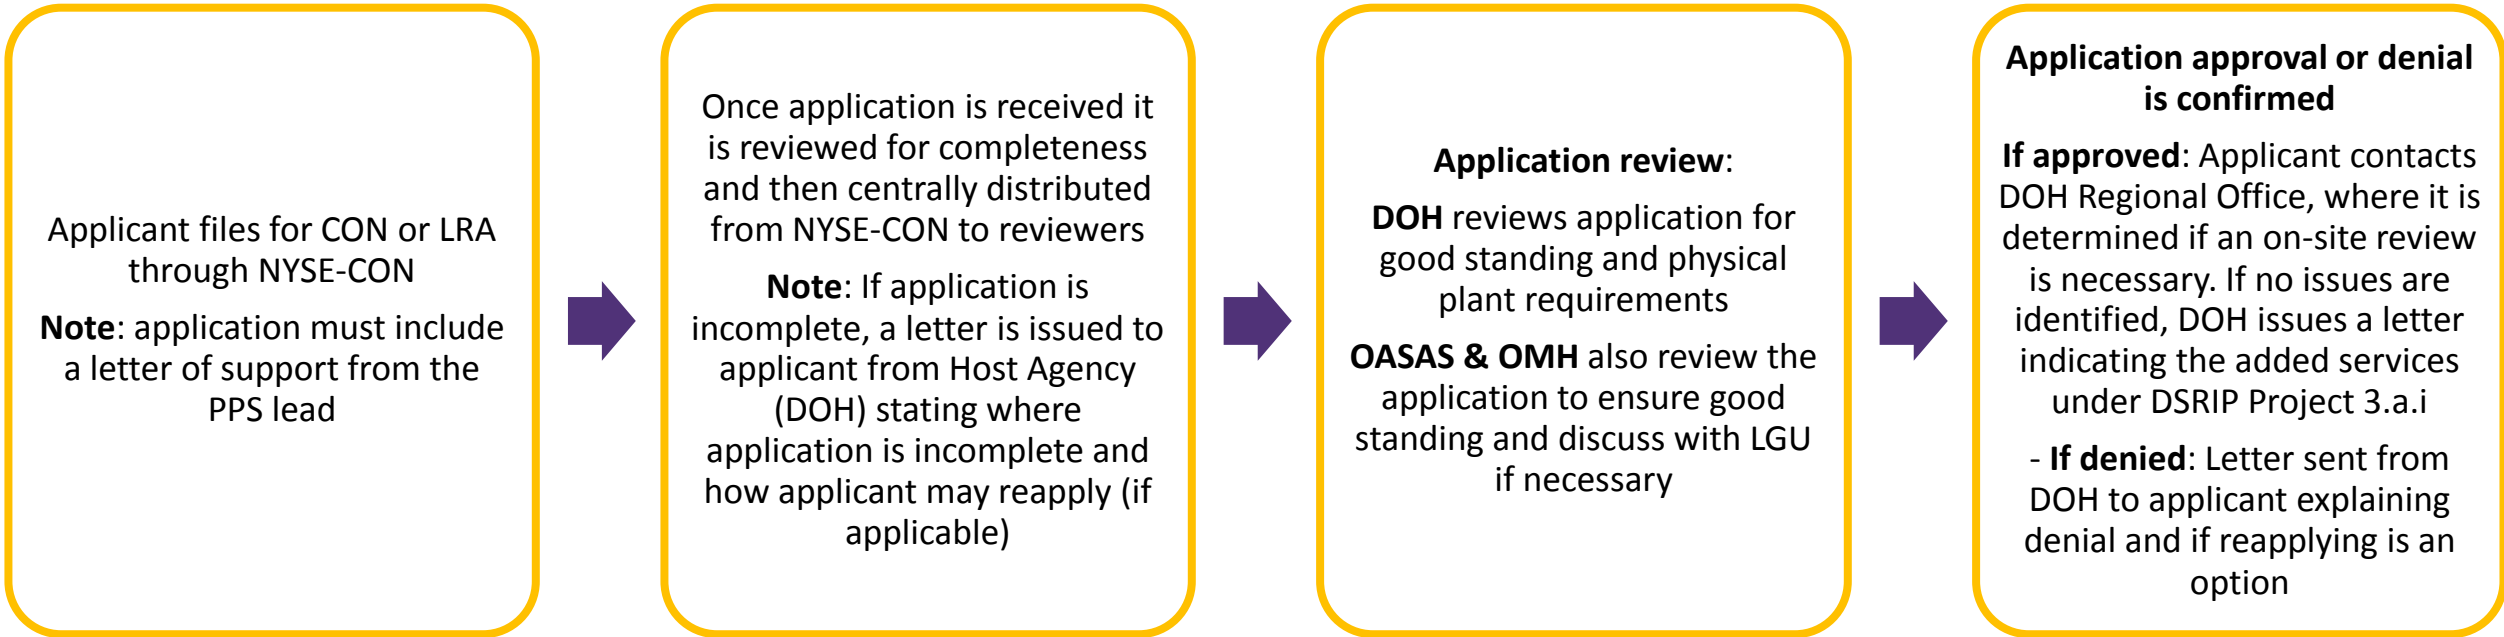 Applicant files for CON or LRA
through NYSE-CON
Note: application must include
a letter of support from the
PPS lead
Once application is received it
is reviewed for completeness
and then centrally distributed
from NYSE-CON to reviewers
Note: If application is
incomplete, a letter is issued to
applicant from Host Agency
(DOH) stating where
application is incomplete and
how applicant may reapply (if
applicable)
Application review:
DOH reviews application for
good standing and physical
plant requirements
OASAS & OMH also review the
application to ensure good
standing and discuss with LGU
if necessary
Application approval or denial
is confirmed
If approved: Applicant contacts
DOH Regional Office, where it is
determined if an on-site review
is necessary. If no issues are
identified, DOH issues a letter
indicating the added services
under DSRIP Project 3.a.i
- If denied: Letter sent from
DOH to applicant explaining
denial and if reapplying is an
option